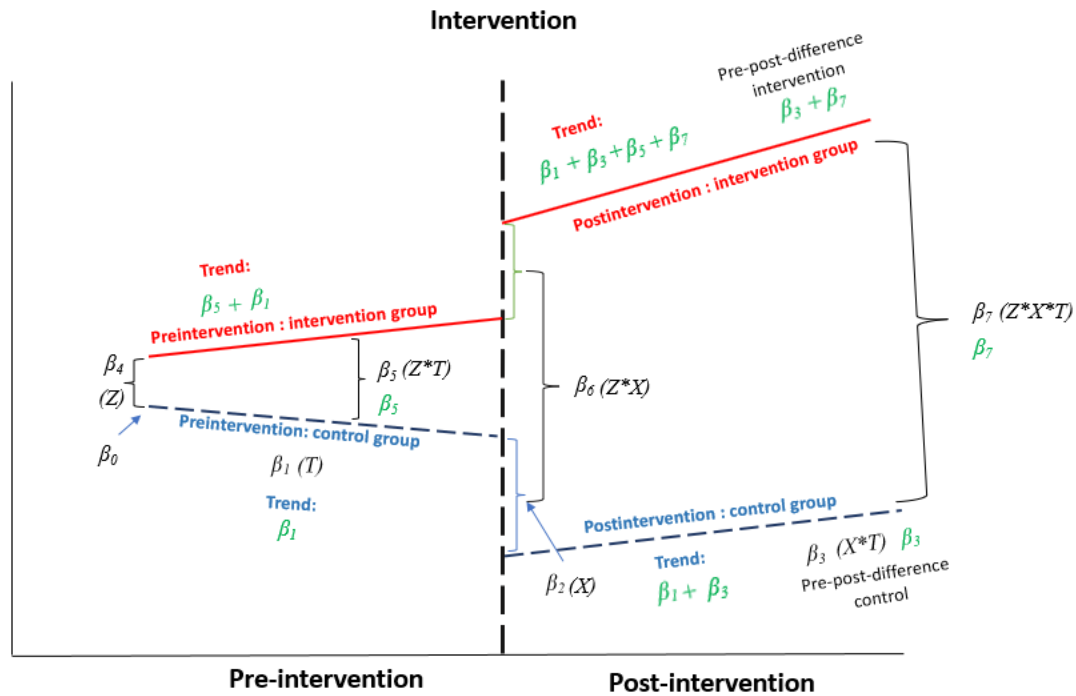 Intervention
Pre-post-difference
intervention
β3 + β7
Trend:
β1 + β3 + β5 + β7
Postintervention : intervention group
Trend:
β5 + β1
Preintervention : intervention group
β4
(Z)
β5 (Z*T)
β5
β6 (Z*X)
β7 (Z*X*T)
β7
Preintervention: control group
β0
β1 (T)
Trend:
β1
Postintervention : control group
β2 (X)
Trend:
β1 + β3
β3 (X*T) β3
Pre-post-difference
control
Pre-intervention
Post-intervention